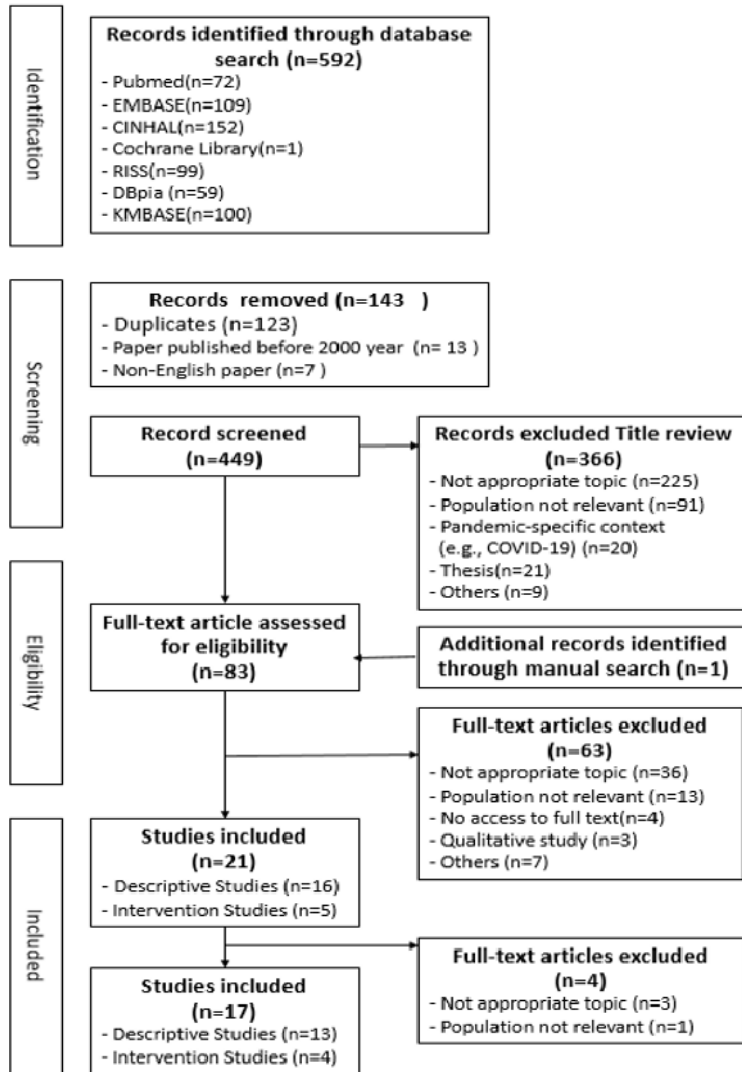 Identification
Records identified through database
search (n=592)
- Pubmed(n=72)
- EMBASE(n=109)
- CINHAL(n=152)
- Cochrane Library(n=1)
- RISS(n=99)
- DBpia (n=59)
- KMBASE(n=100)
Screening
Records removed (n=143 )
- Duplicates (n=123)
- Paper published before 2000 year (n= 13 )
- Non-English paper (n=7 )
Record screened
(n=449)
Records excluded Title review
(n=366)
- Not appropriate topic (n=225)
- Population not relevant (n=91)
- Pandemic-specific context
(e.g., COVID-19) (n=20)
- Thesis(n=21)
- Others (n=9)
Eligibility
Full-text article assessed
for eligibility
(n=83)
Additional records identified
through manual search (n=1)
Full-text articles excluded
(n=63)
- Not appropriate topic (n=36)
- Population not relevant (n=13)
- No access to full text(n=4)
- Qualitative study (n=3)
- Others (n=7)
Included
Studies included
(n=21)
- Descriptive Studies (n=16)
- Intervention Studies (n=5)
Full-text articles excluded
(n=4)
- Not appropriate topic (n=3)
- Population not relevant (n=1)
Studies included
(n=17)
- Descriptive Studies (n=13)
- Intervention Studies (n=4)